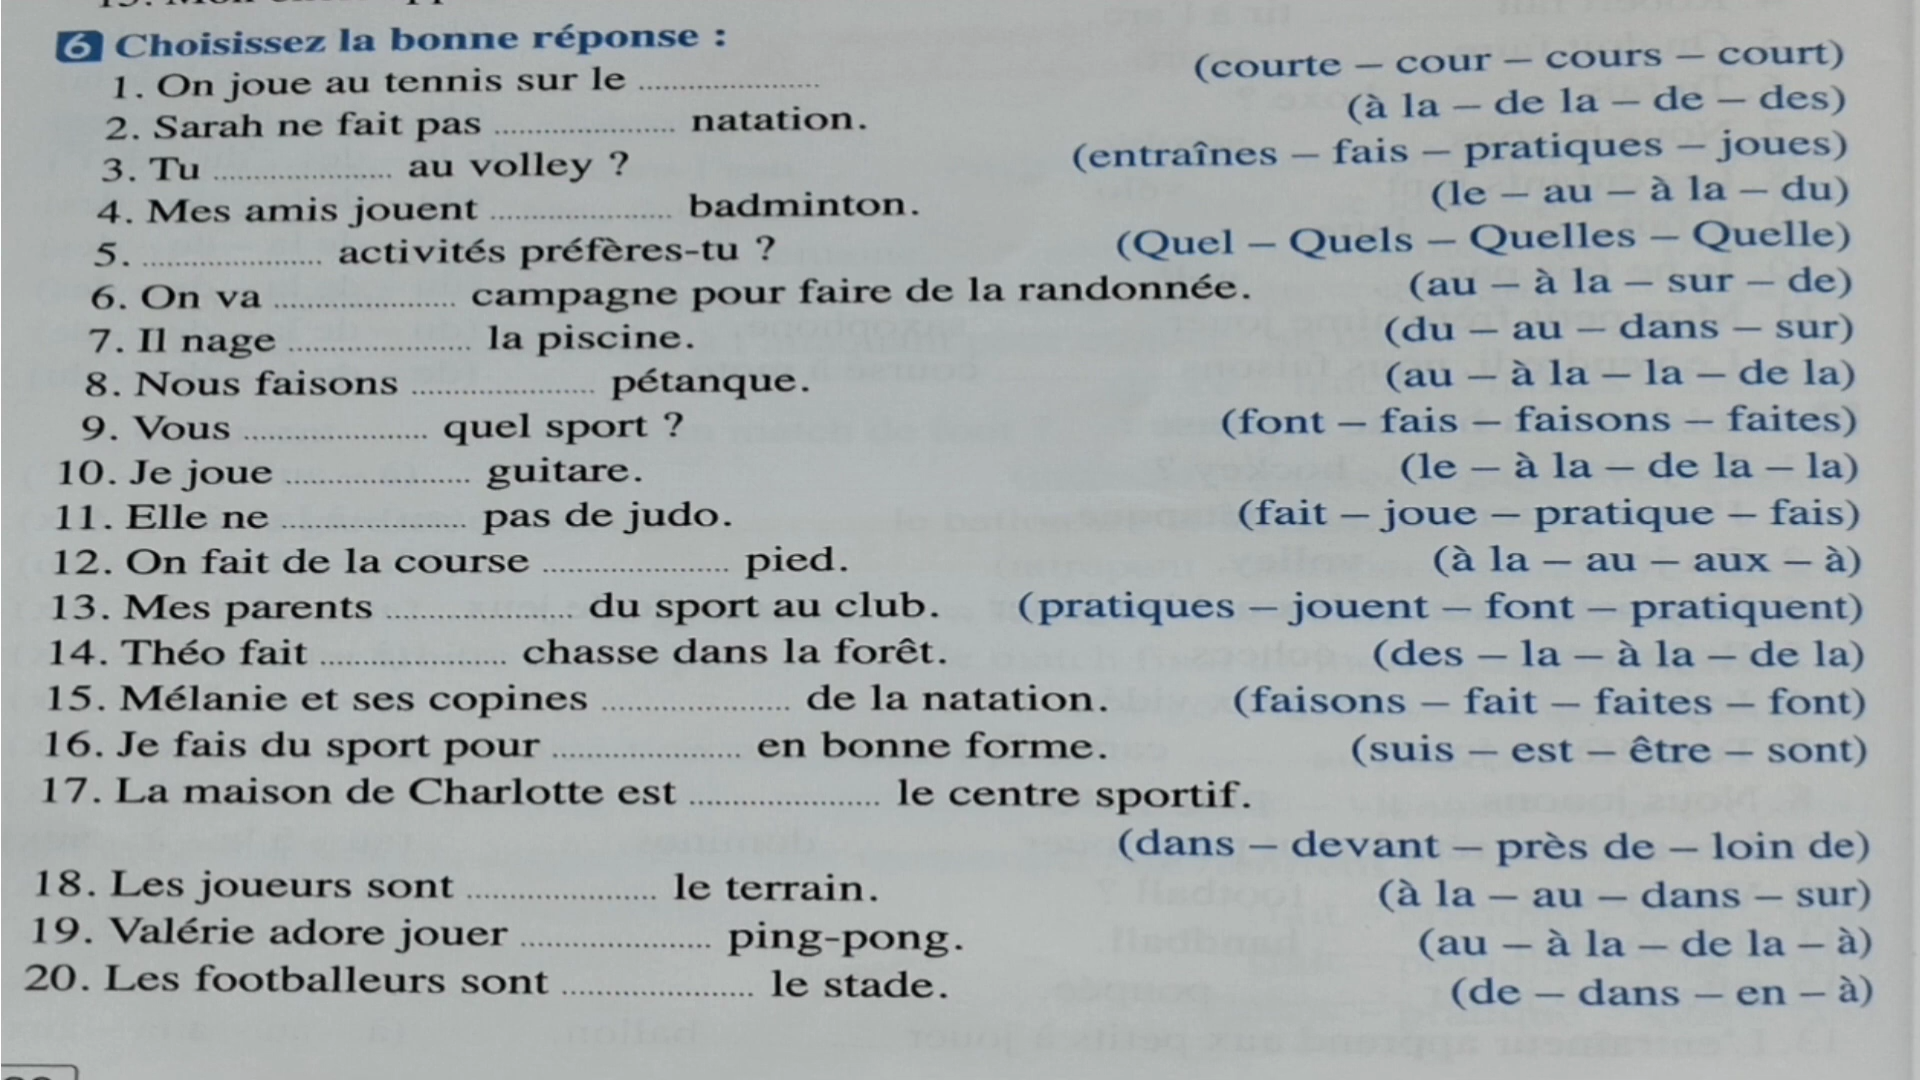 6 Choisissez la bonne réponse :
1. On joue au tennis sur le .................... (courte – cour – cours – court)
2. Sarah ne fait pas .................... natation. (à la – de la – de – des)
3. Tu .................... au volley ? (entraînes – fais – pratiques – joues)
4. Mes amis jouent .................... badminton. (le – au – à la – du)
5. .................... activités préfères-tu ? (Quel – Quels – Quelles – Quelle)
6. On va .................... campagne pour faire de la randonnée. (au – à la – sur – de)
7. Il nage .................... la piscine. (du – au – dans – sur)
8. Nous faisons .................... pétanque. (au – à la – la – de la)
9. Vous .................... quel sport ? (font – fais – faisons – faites)
10. Je joue .................... guitare. (le – à la – de la – la)
11. Elle ne .................... pas de judo. (fait – joue – pratique – fais)
12. On fait de la course .................... pied. (à la – au – aux – à)
13. Mes parents .................... du sport au club. (pratiques – jouent – font – pratiquent)
14. Théo fait .................... chasse dans la forêt. (des – la – à la – de la)
15. Mélanie et ses copines .................... de la natation. (faisons – fait – faites – font)
16. Je fais du sport pour .................... en bonne forme. (suis – est – être – sont)
17. La maison de Charlotte est .................... le centre sportif.
(dans – devant – près de – loin de)
18. Les joueurs sont .................... le terrain. (à la – au – dans – sur)
19. Valérie adore jouer .................... ping-pong. (au – à la – de la – à)
20. Les footballeurs sont .................... le stade. (de – dans – en – à)